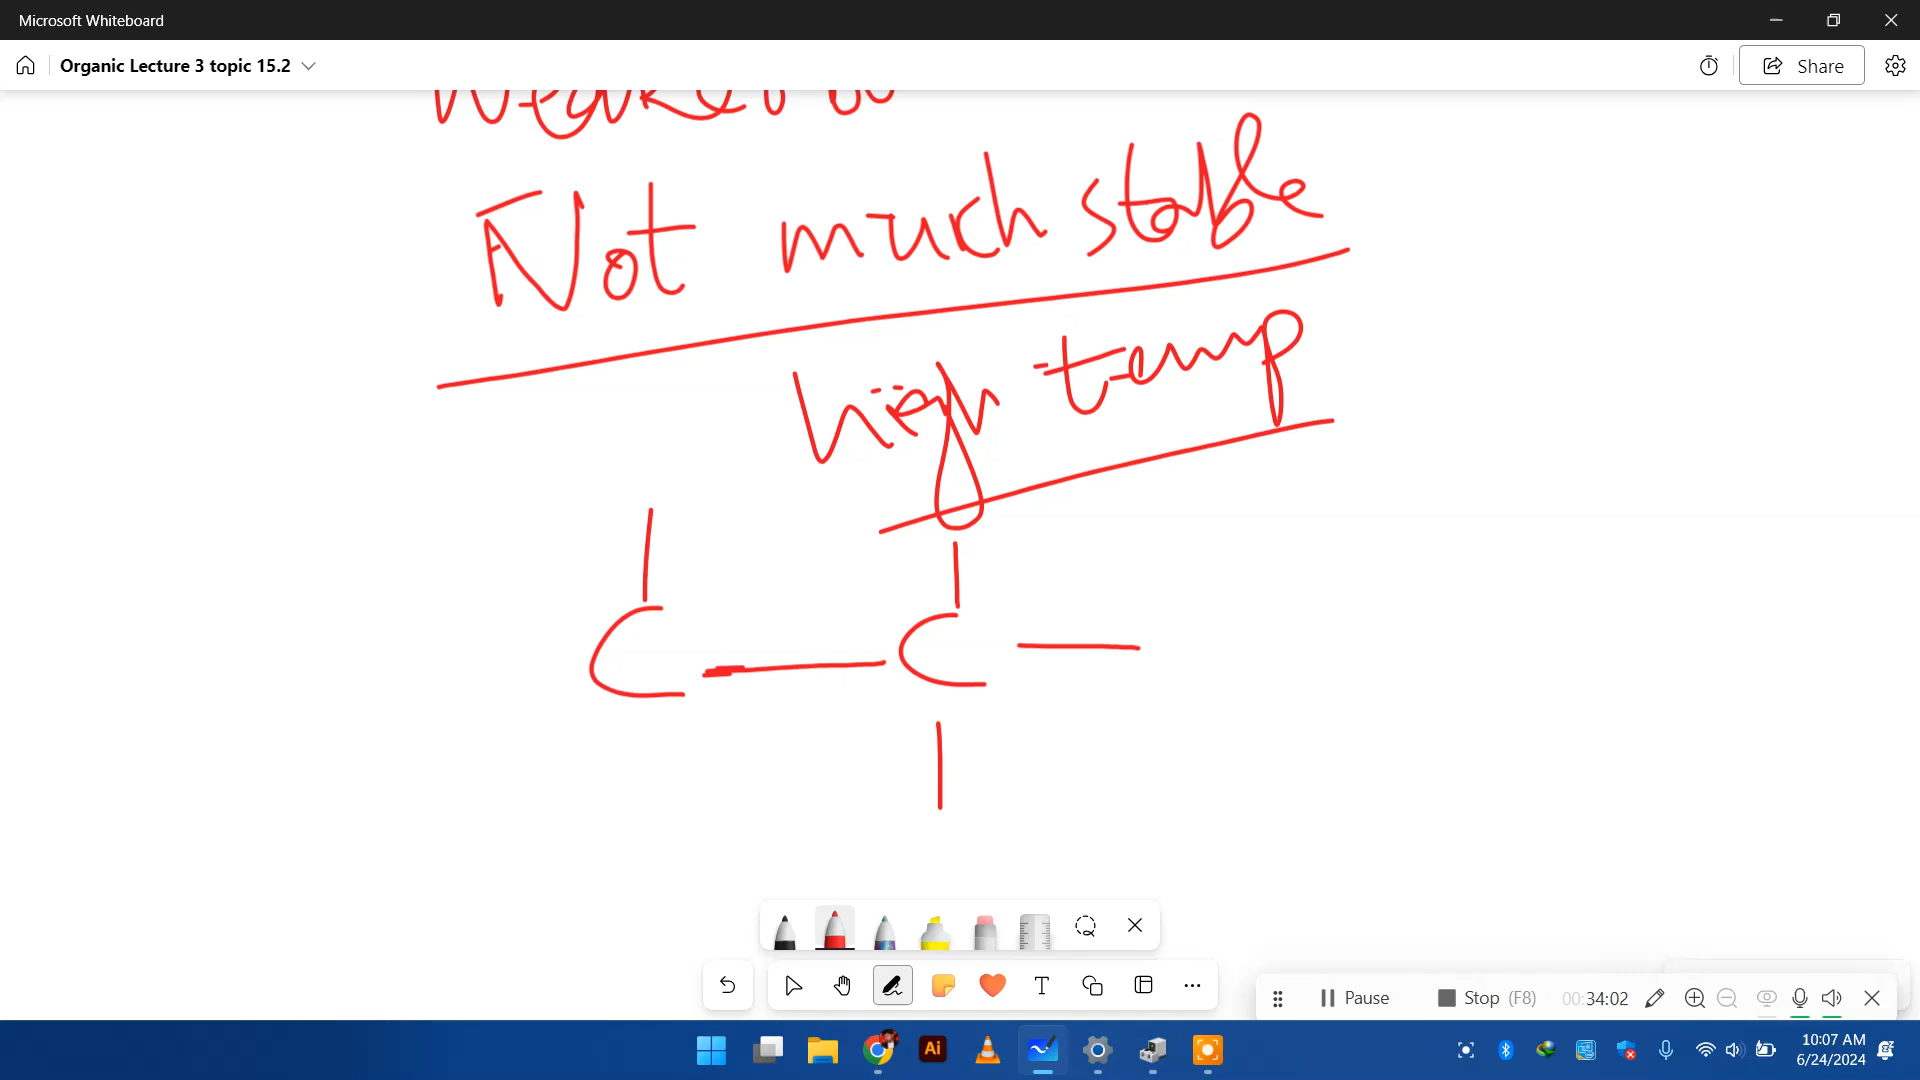 Microsoft Whiteboard
Organic Lecture 3 topic 15.2
Share
Not much stable
high temp
C C
T
Pause
Stop (F8)
00:34:02
Ai
10:07 AM
6/24/2024